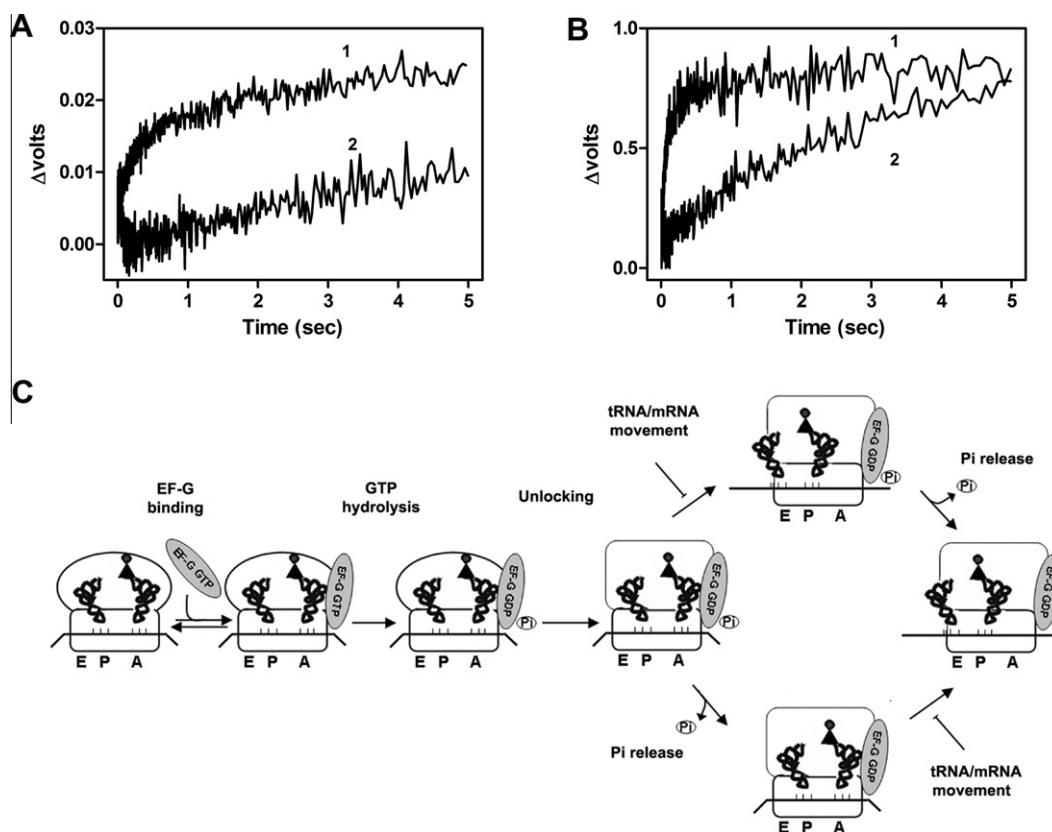 A
0.03
0.02
0.01
0.00
Δvolts
1
2
0
1
2
3
4
5
Time (sec)
B
1.0
0.5
0.0
Δvolts
1
2
0
1
2
3
4
5
Time (sec)
C
EF-G
binding
EF-G GTP
GTP
hydrolysis
Unlocking
tRNA/mRNA
movement
Pi release
Pi
E P A
EF-G GTP
E P A
EF-G GDP
Pi
E P A
EF-G GDP
Pi
E P A
EF-G GDP
Pi
E P A
EF-G GDP
E P A
Pi
Pi release
EF-G GDP
E P A
tRNA/mRNA
movement